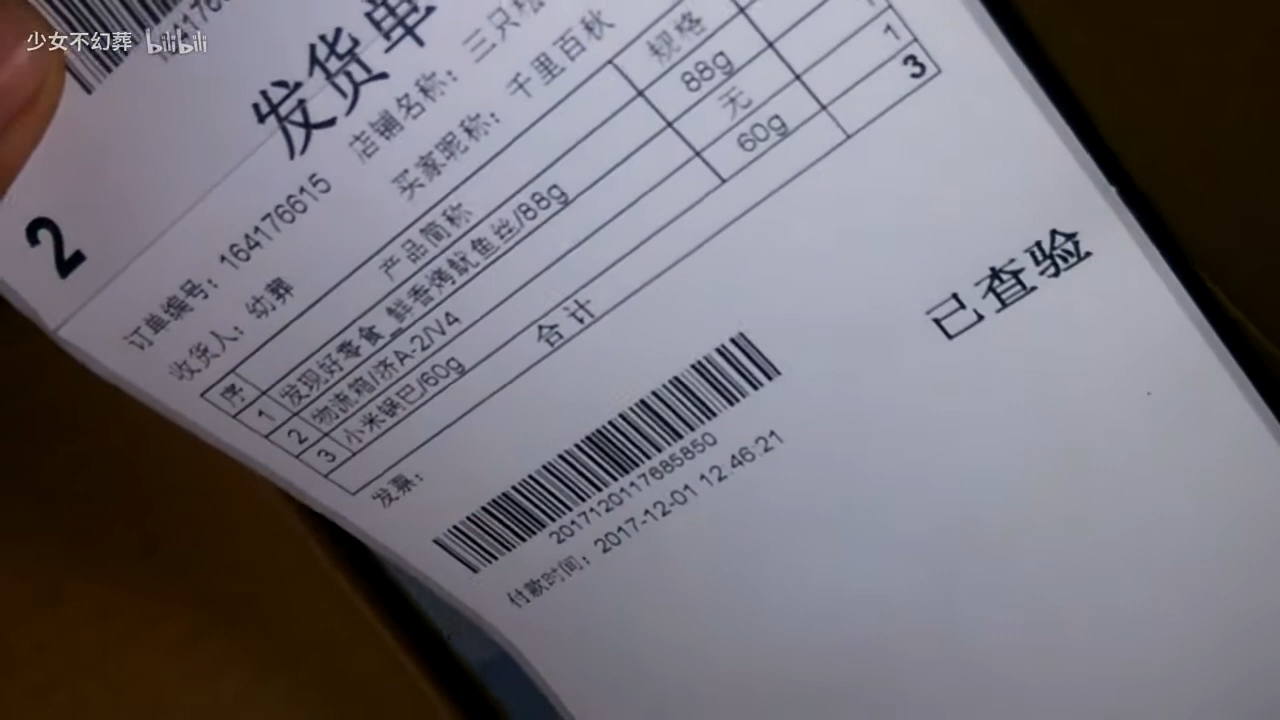 少女不幻葬 bilibili
发货单
2
订单编号：164176615 店铺名称：三只松
收货人：幼葬 买家昵称：千里百秋
序 产品简称 规格
1 发现好零食_鲜香烤鱿鱼丝/88g 88g 1
2 物流箱/济A-2/V4 无 1
3 小米锅巴/60g 60g
合计 3
发票：
2017120117685850
付款时间：2017-12-01 12:46:21
已查验